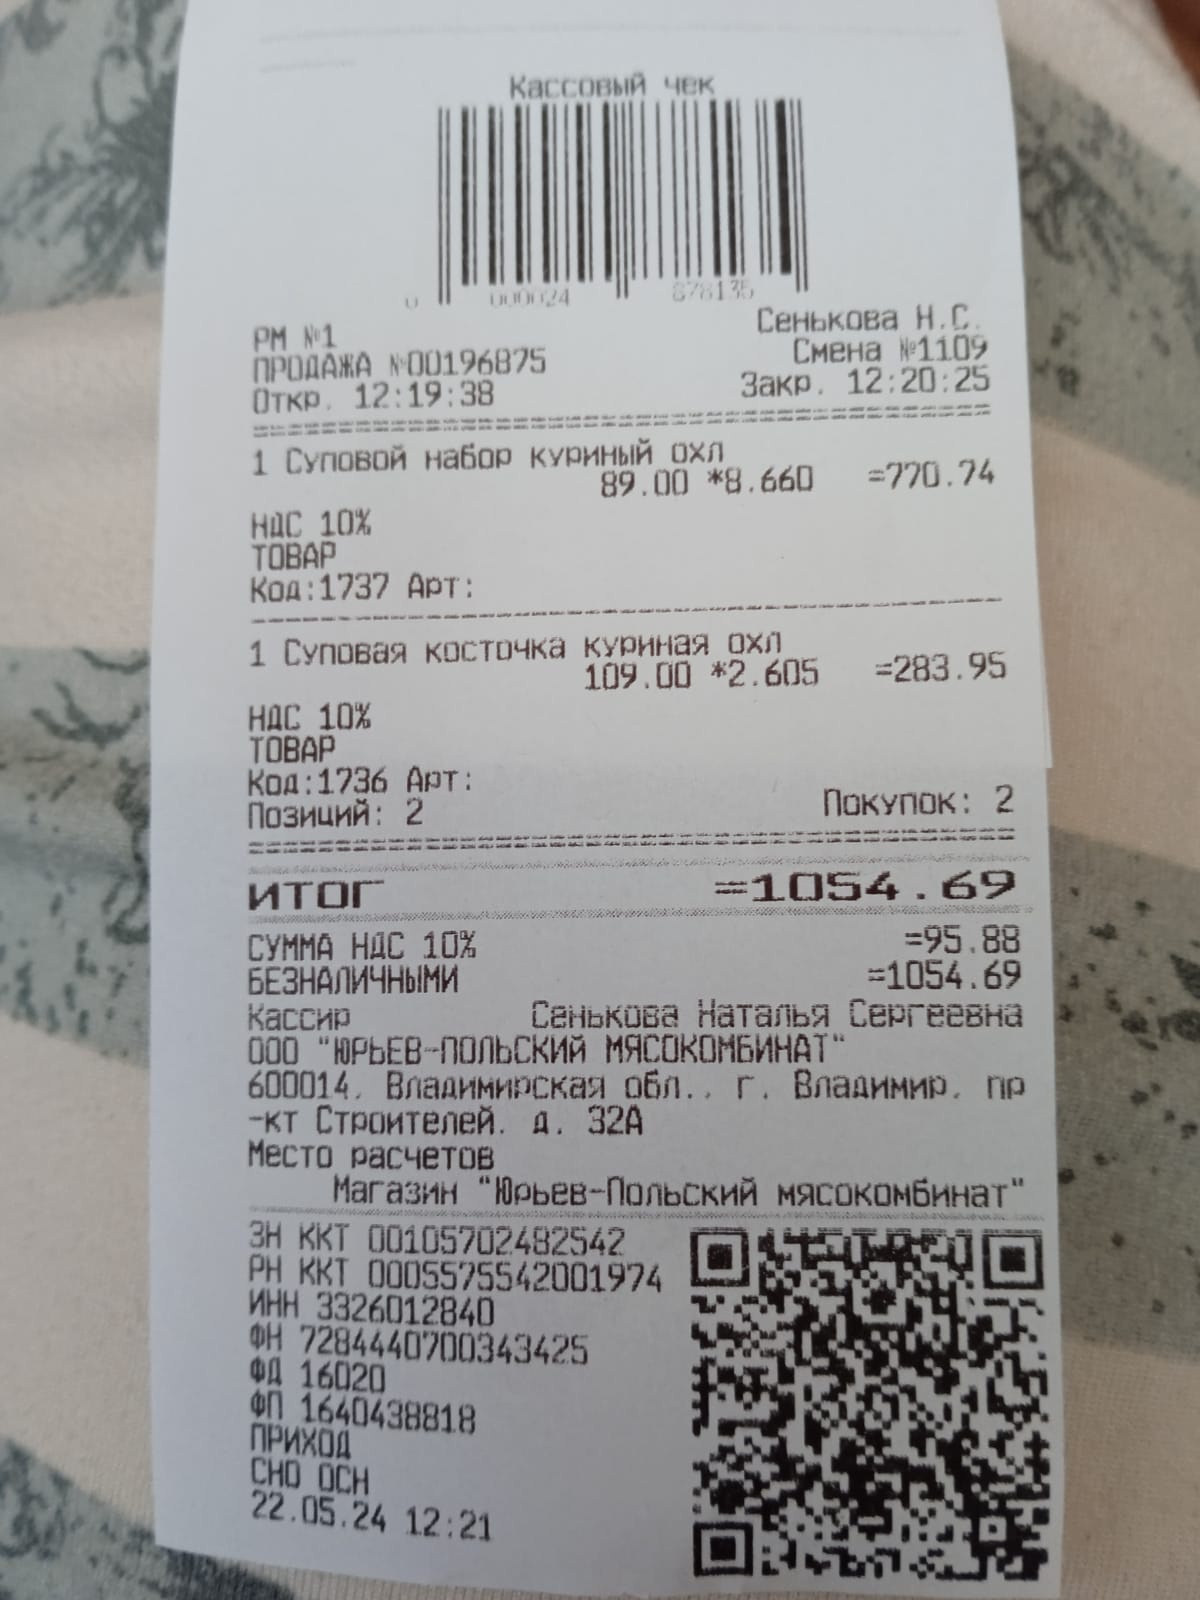 Кассовый чек
0 000024 878135
РМ №1 Сенькова Н.С.
ПРОДАЖА №00196875 Смена №1109
Откр. 12:19:38 Закр. 12:20:25
1 Суповой набор куриный охл
89.00 *8.660 =770.74
НДС 10%
ТОВАР
Код:1737 Арт:
1 Суповая косточка куриная охл
109.00 *2.605 =283.95
НДС 10%
ТОВАР
Код:1736 Арт:
Позиций: 2 Покупок: 2
ИТОГ =1054.69
СУММА НДС 10% =95.88
БЕЗНАЛИЧНЫМИ =1054.69
Кассир Сенькова Наталья Сергеевна
ООО "ЮРЬЕВ-ПОЛЬСКИЙ МЯСОКОМБИНАТ"
600014, Владимирская обл., г. Владимир, пр
-кт Строителей. д. 32А
Место расчетов
Магазин "Юрьев-Польский мясокомбинат"
ЗН ККТ 00105702482542
РН ККТ 0005575542001974
ИНН 3326012840
ФН 7284440700343425
ФД 16020
ФП 1640438818
ПРИХОД
СНО ОСН
22.05.24 12:21